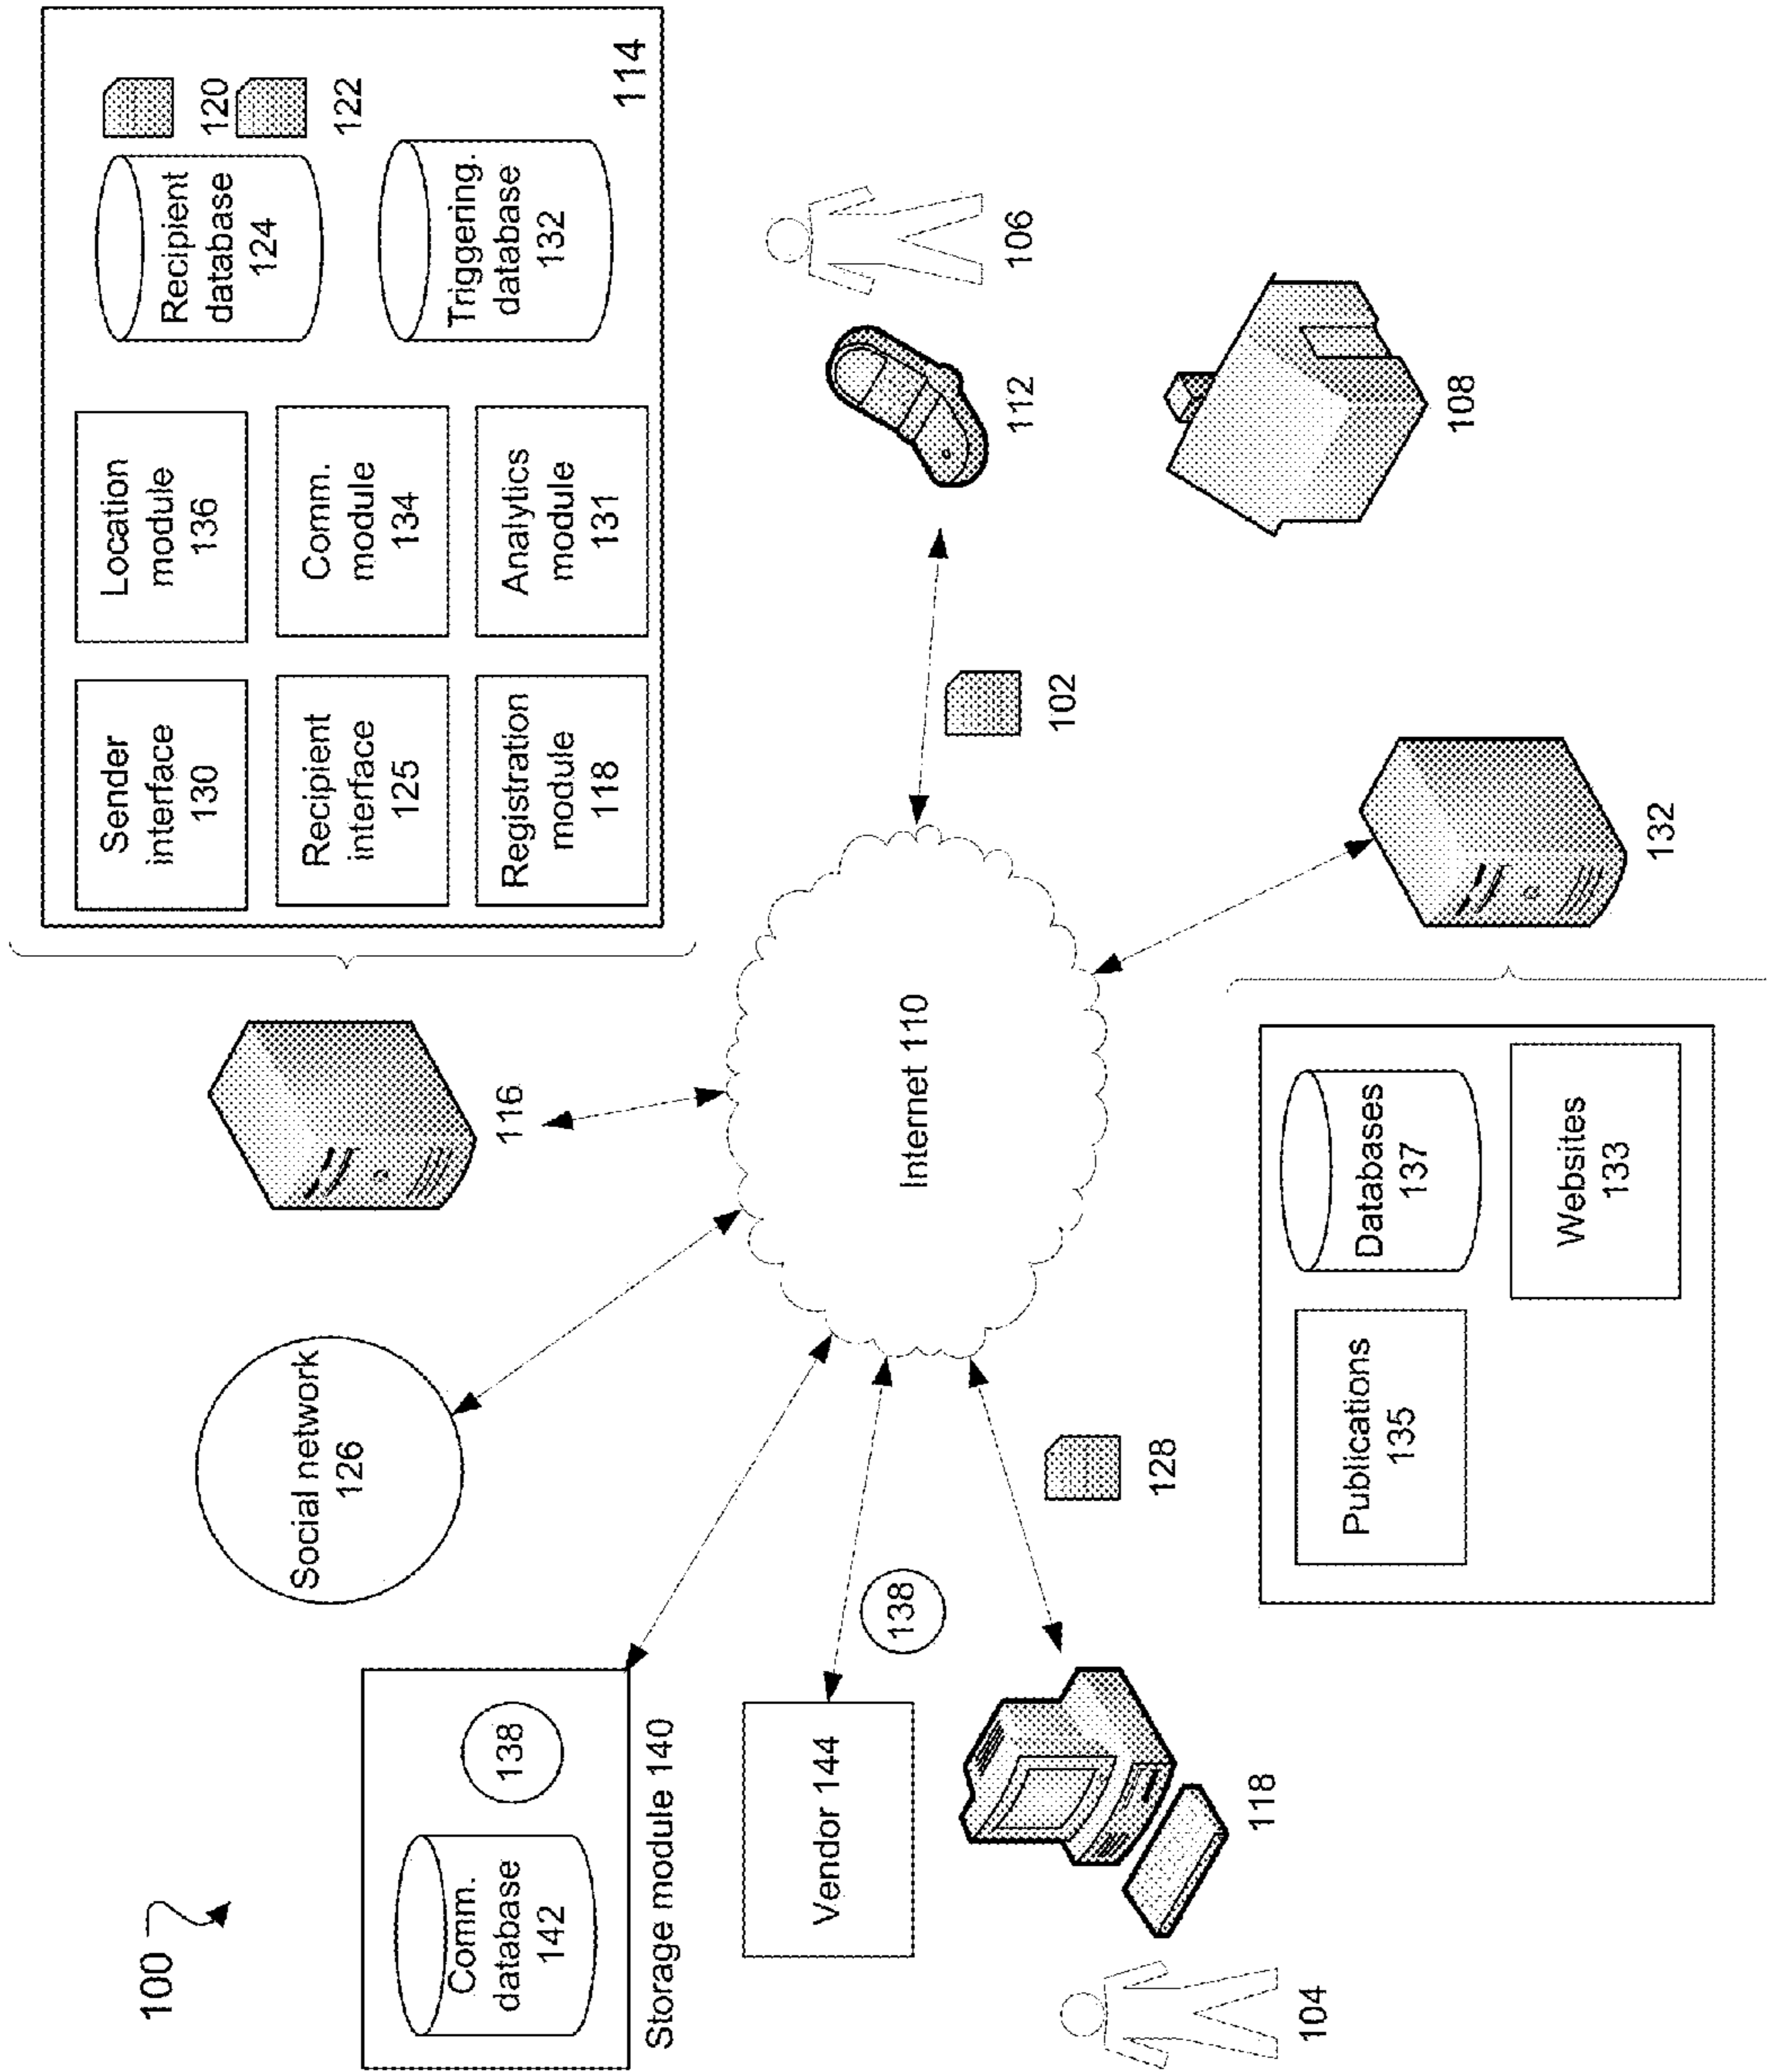 100
Comm.
database
142
138
Storage module 140
Social network
126
116
Sender
interface
130
Location
module
136
Recipient
database
124
120
122
Recipient
interface
125
Comm.
module
134
Triggering.
database
132
Registration
module
118
Analytics
module
131
114
Vendor 144
138
Internet 110
102
112
106
104
118
128
108
Publications
135
Databases
137
Websites
133
132